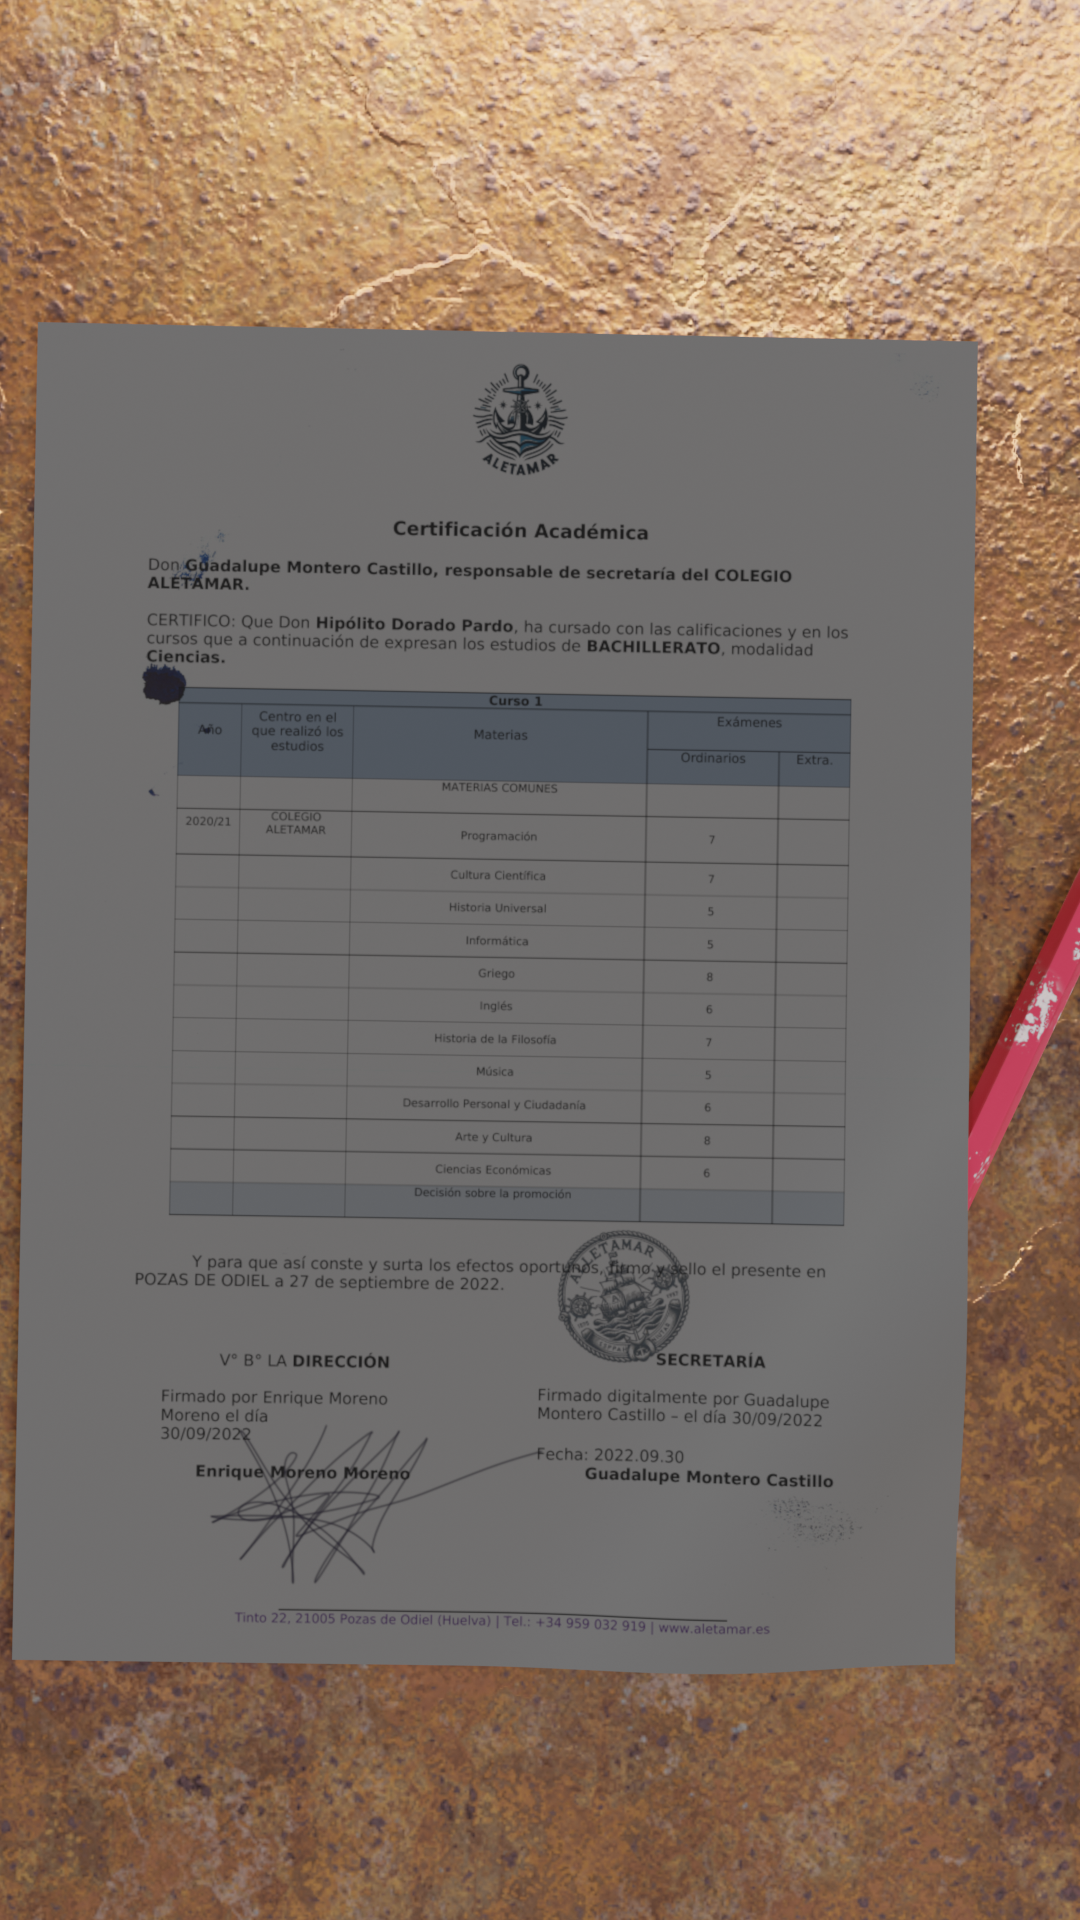 ALETAMAR
Certificación Académica
Don Guadalupe Montero Castillo, responsable de secretaría del COLEGIO
ALETAMAR.
CERTIFICO: Que Don Hipólito Dorado Pardo, ha cursado con las calificaciones y en los
cursos que a continuación de expresan los estudios de BACHILLERATO, modalidad
Ciencias.
Curso 1
Año Centro en el que realizó los estudios Materias Exámenes
Ordinarios Extra.
MATERIAS COMUNES
2020/21 COLEGIO ALETAMAR Programación 7
Cultura Científica 7
Historia Universal 5
Informática 5
Griego 8
Inglés 6
Historia de la Filosofía 7
Música 5
Desarrollo Personal y Ciudadanía 6
Arte y Cultura 8
Ciencias Económicas 6
Decisión sobre la promoción
Y para que así conste y surta los efectos oportunos, firmo y sello el presente en
POZAS DE ODIEL a 27 de septiembre de 2022.
ALETAMAR
V° B° LA DIRECCIÓN
SECRETARÍA
Firmado por Enrique Moreno
Moreno el día
30/09/2022
Enrique Moreno Moreno
Firmado digitalmente por Guadalupe
Montero Castillo – el día 30/09/2022
Fecha: 2022.09.30
Guadalupe Montero Castillo
Tinto 22, 21005 Pozas de Odiel (Huelva) | Tel.: +34 959 032 919 | www.aletamar.es